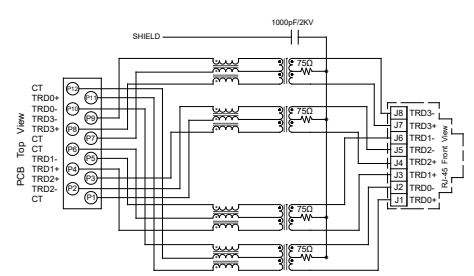 1000pF/2KV
SHIELD
75Ω
75Ω
75Ω
75Ω
PCB Top View
CT
TRD0+
TRD0-
TRD3-
TRD3+
CT
CT
TRD1-
TRD1+
TRD2+
TRD2-
CT
P12
P11
P10
P9
P8
P7
P6
P5
P4
P3
P2
P1
J8 TRD3-
J7 TRD3+
J6 TRD1-
J5 TRD2-
J4 TRD2+
J3 TRD1+
J2 TRD0-
J1 TRD0+
RJ-45 Front View